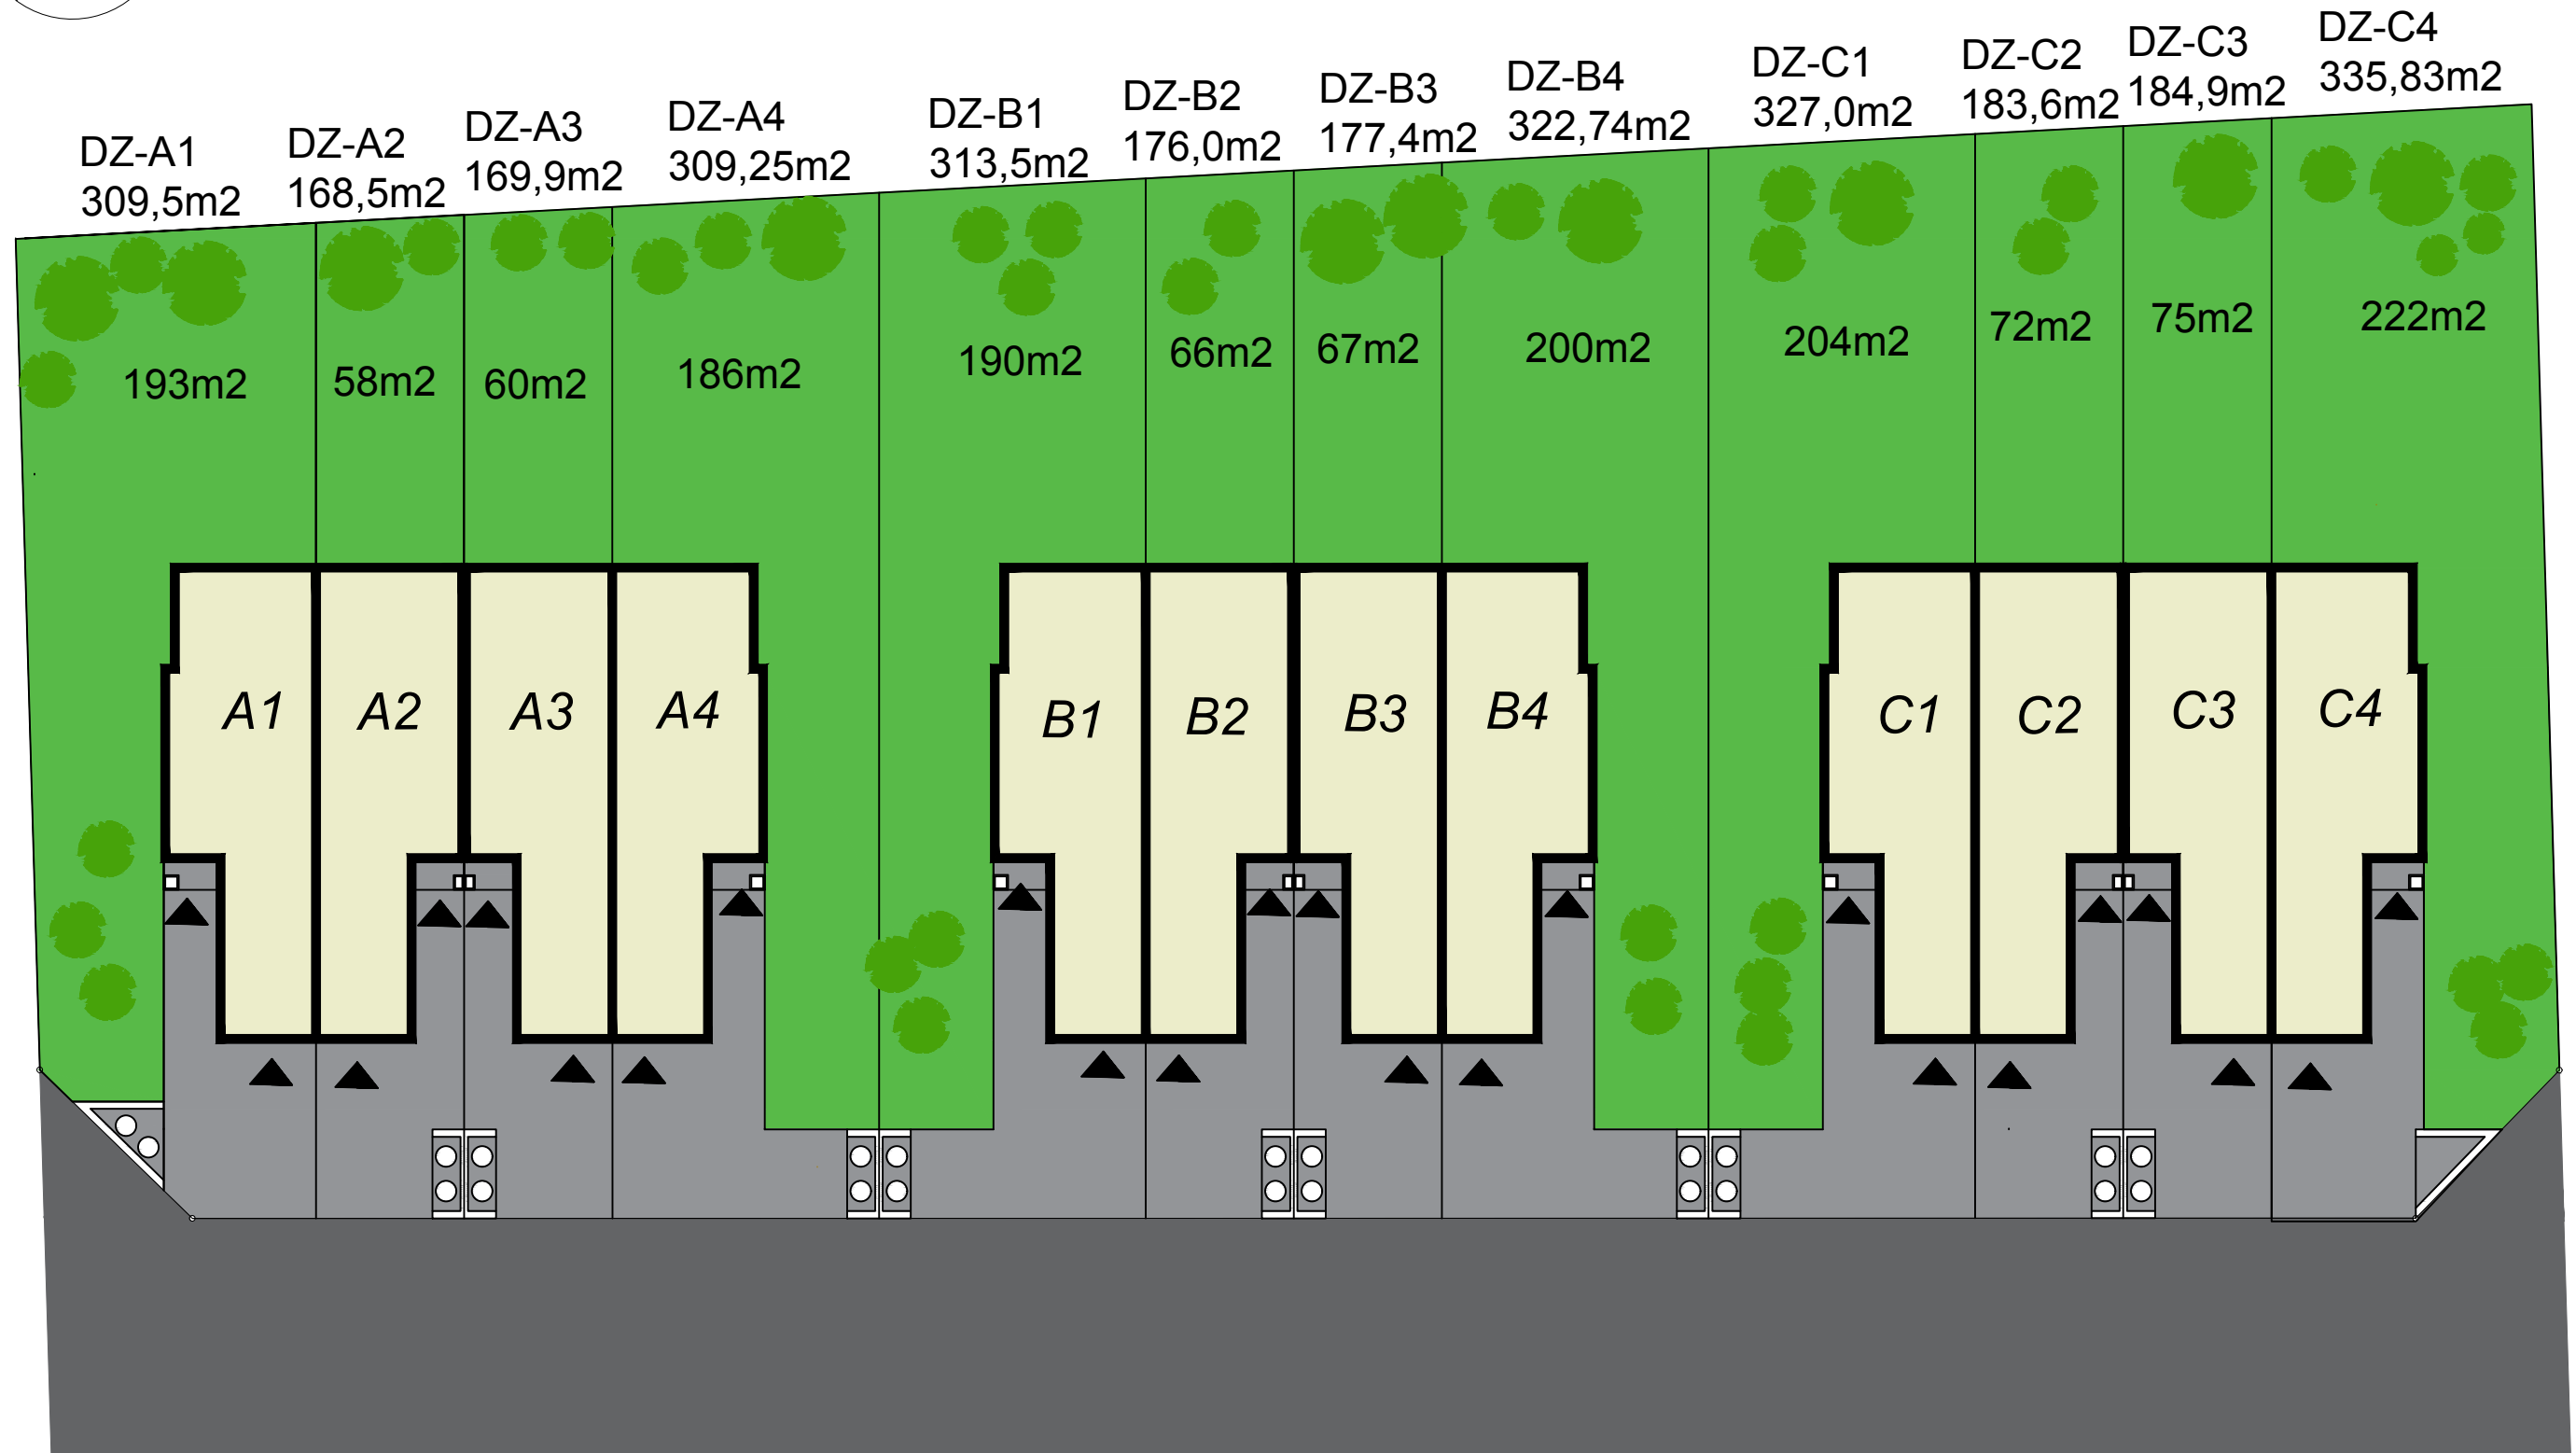 DZ-A1
309,5m2
DZ-A2
168,5m2
DZ-A3
169,9m2
DZ-A4
309,25m2
DZ-B1
313,5m2
DZ-B2
176,0m2
DZ-B3
177,4m2
DZ-B4
322,74m2
DZ-C1
327,0m2
DZ-C2
183,6m2
DZ-C3
184,9m2
DZ-C4
335,83m2
193m2
58m2
60m2
186m2
190m2
66m2
67m2
200m2
204m2
72m2
75m2
222m2
A1
A2
A3
A4
B1
B2
B3
B4
C1
C2
C3
C4